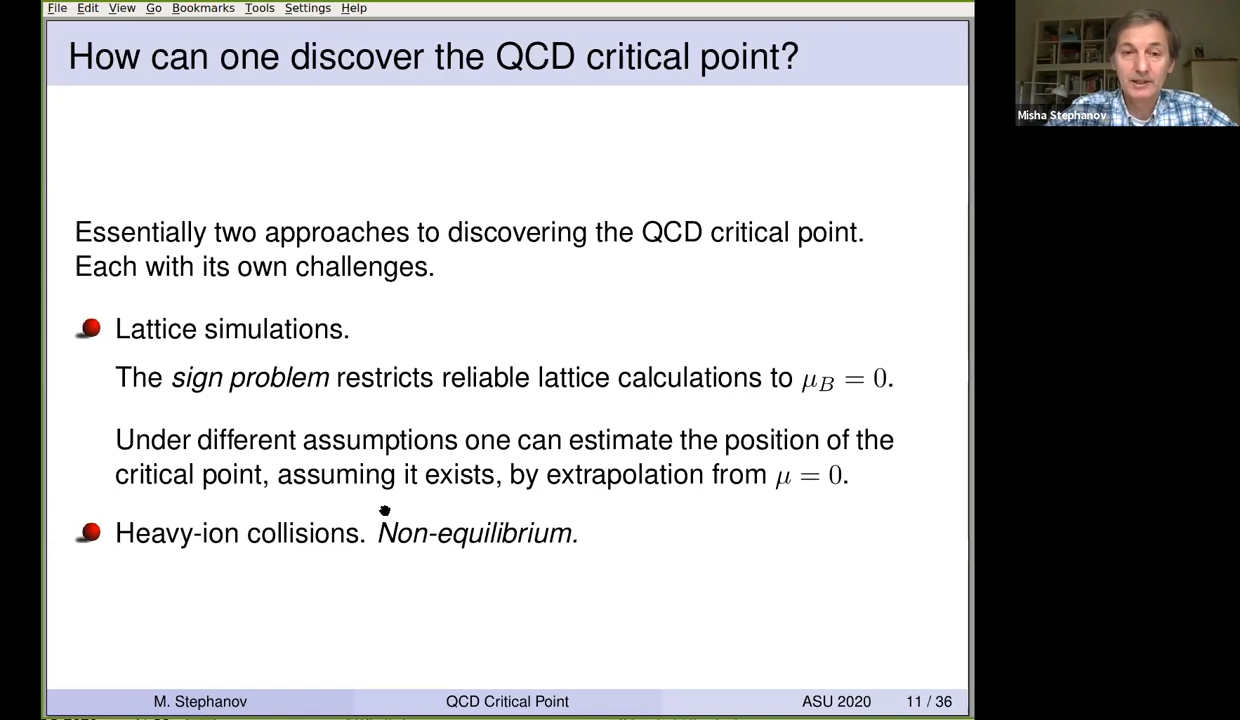 File Edit View Go Bookmarks Tools Settings Help
How can one discover the QCD critical point?
Misha Stephanov
Essentially two approaches to discovering the QCD critical point.
Each with its own challenges.
Lattice simulations.
The sign problem restricts reliable lattice calculations to μB = 0.
Under different assumptions one can estimate the position of the
critical point, assuming it exists, by extrapolation from μ = 0.
Heavy-ion collisions. Non-equilibrium.
M. Stephanov QCD Critical Point ASU 2020 11 / 36